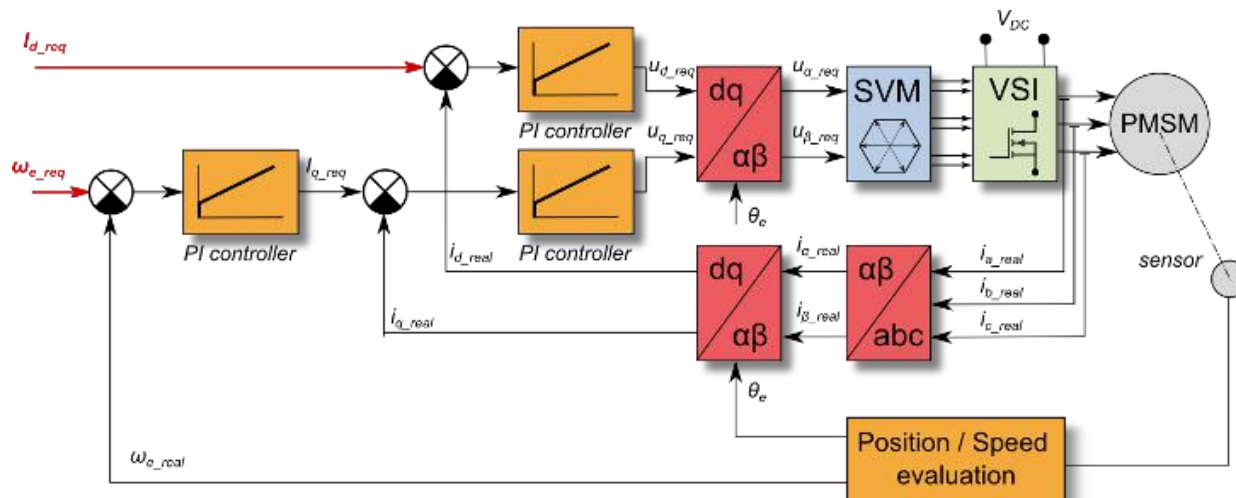 V_DC
I_d_req
u_d_req
u_α_req
dq
αβ
SVM
VSI
PMSM
PI controller
u_q_req
u_β_req
ω_e_req
I_q_req
PI controller
PI controller
θ_e
i_d_real
i_α_real
i_a_real
sensor
dq
αβ
αβ
abc
i_b_real
i_q_real
i_β_real
i_c_real
θ_e
Position / Speed
evaluation
ω_e_real